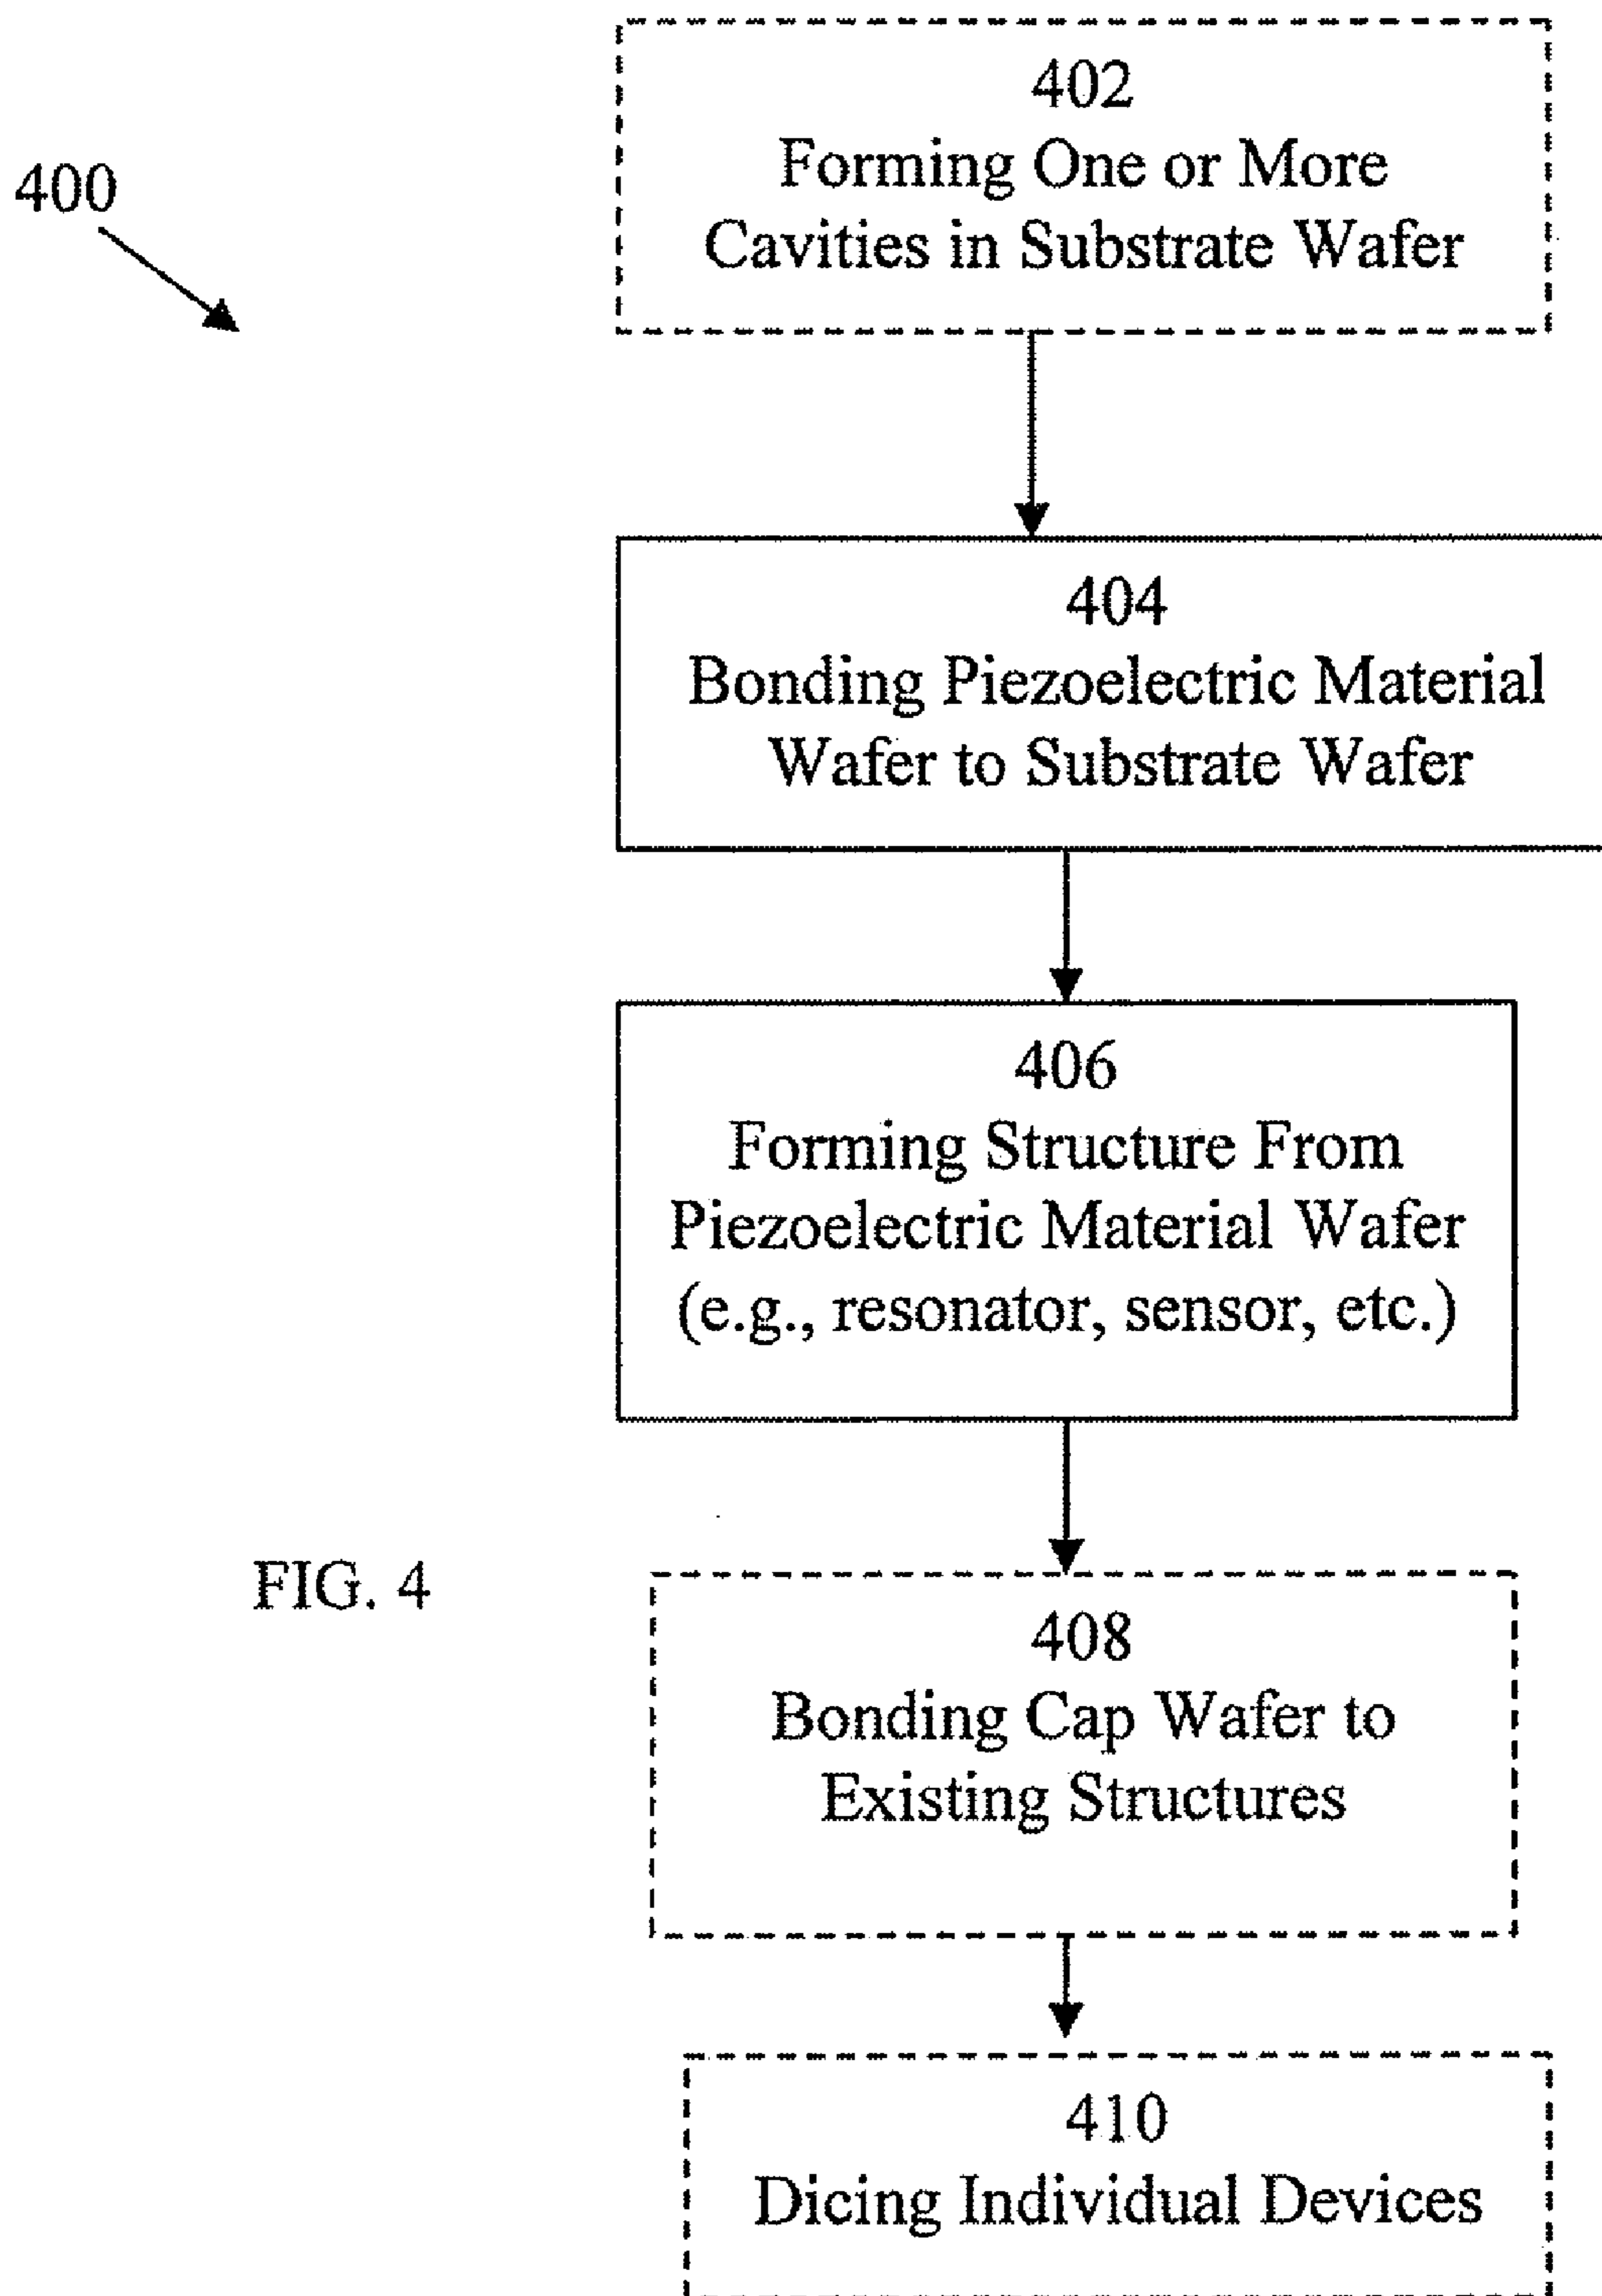 402
Forming One or More
Cavities in Substrate Wafer
400
404
Bonding Piezoelectric Material
Wafer to Substrate Wafer
406
Forming Structure From
Piezoelectric Material Wafer
(e.g., resonator, sensor, etc.)
FIG. 4
408
Bonding Cap Wafer to
Existing Structures
410
Dicing Individual Devices